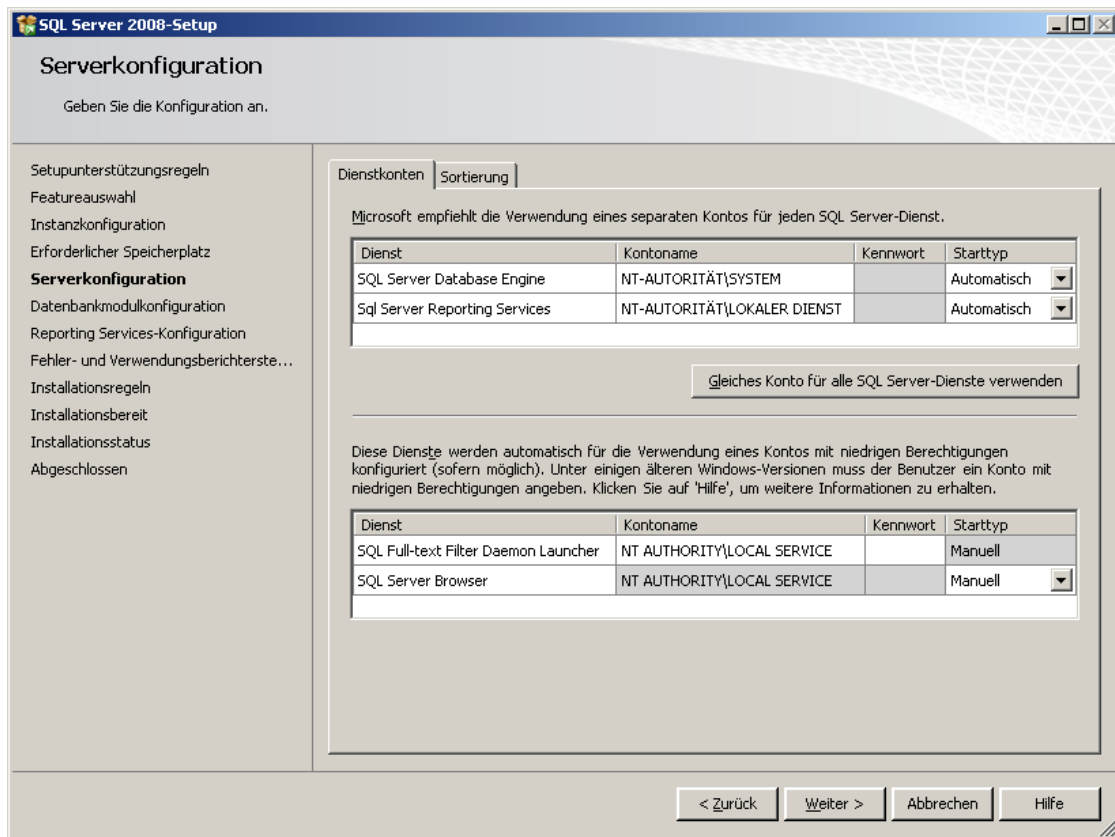 SQL Server 2008-Setup
Serverkonfiguration
Geben Sie die Konfiguration an.
Setupunterstützungsregeln
Featureauswahl
Instanzkonfiguration
Erforderlicher Speicherplatz
Serverkonfiguration
Datenbankmodulkonfiguration
Reporting Services-Konfiguration
Fehler- und Verwendungsberichterste...
Installationsregeln
Installationsbereit
Installationsstatus
Abgeschlossen
Dienstkonten Sortierung
Microsoft empfiehlt die Verwendung eines separaten Kontos für jeden SQL Server-Dienst.
Dienst Kontoname Kennwort Starttyp
SQL Server Database Engine NT-AUTORITÄT\SYSTEM Automatisch
Sql Server Reporting Services NT-AUTORITÄT\LOKALER DIENST Automatisch
Gleiches Konto für alle SQL Server-Dienste verwenden
Diese Dienste werden automatisch für die Verwendung eines Kontos mit niedrigen Berechtigungen
konfiguriert (sofern möglich). Unter einigen älteren Windows-Versionen muss der Benutzer ein Konto mit
niedrigen Berechtigungen angeben. Klicken Sie auf 'Hilfe', um weitere Informationen zu erhalten.
Dienst Kontoname Kennwort Starttyp
SQL Full-text Filter Daemon Launcher NT AUTHORITY\LOCAL SERVICE Manuell
SQL Server Browser NT AUTHORITY\LOCAL SERVICE Manuell
< Zurück Weiter > Abbrechen Hilfe